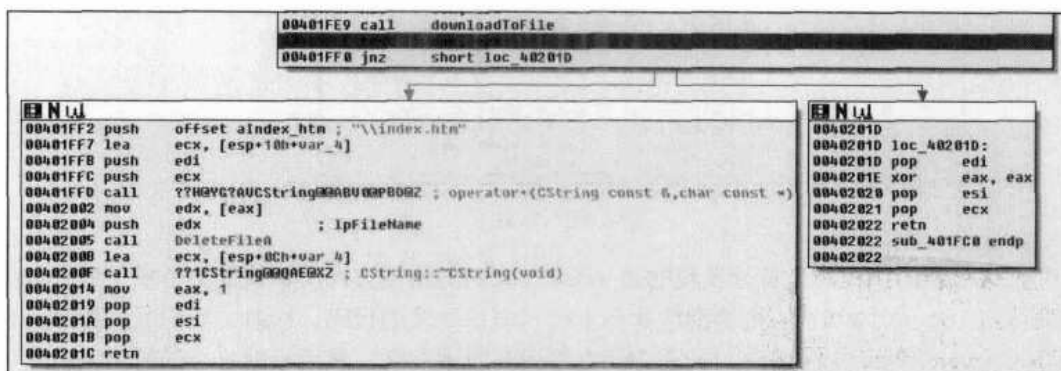 00401FE9 call downloadToFile
00401FF0 jnz short loc_40201D
00401FF2 push offset aIndex_htm ; "\\index.htm"
00401FF7 lea ecx, [esp+10h+var_4]
00401FFB push edi
00401FFC push ecx
00401FFD call ??H@YG?AVCString@@ABV0@PBD@Z ; operator+(CString const &,char const *)
00402002 mov edx, [eax]
00402004 push edx ; lpFileName
00402005 call DeleteFileA
0040200B lea ecx, [esp+0Ch+var_4]
0040200F call ??1CString@@QAE@XZ ; CString::~CString(void)
00402014 mov eax, 1
00402019 pop edi
0040201A pop esi
0040201B pop ecx
0040201C retn
0040201D
0040201D loc_40201D:
0040201D pop edi
0040201E xor eax, eax
00402020 pop esi
00402021 pop ecx
00402022 retn
00402022 sub_401FC0 endp
00402022